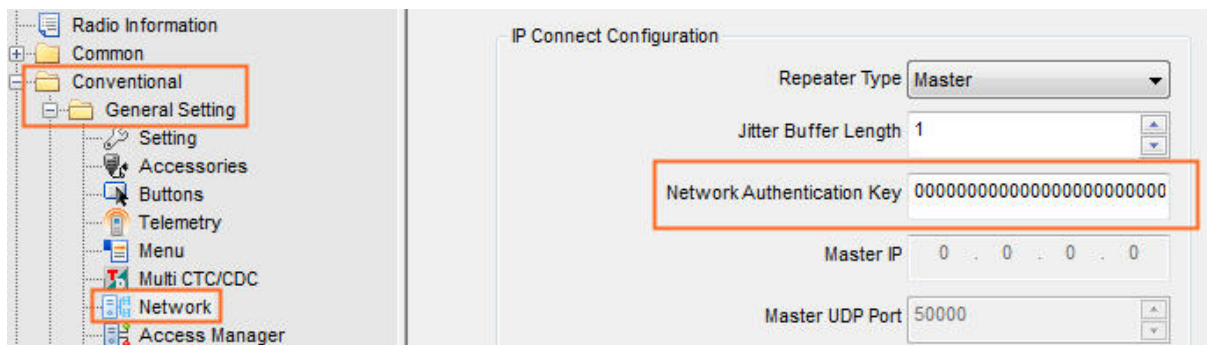 Radio Information
Common
Conventional
General Setting
Setting
Accessories
Buttons
Telemetry
Menu
Multi CTC/CDC
Network
Access Manager
IP Connect Configuration
Repeater Type Master
Jitter Buffer Length 1
Network Authentication Key 000000000000000000000000
Master IP 0 . 0 . 0 . 0
Master UDP Port 50000